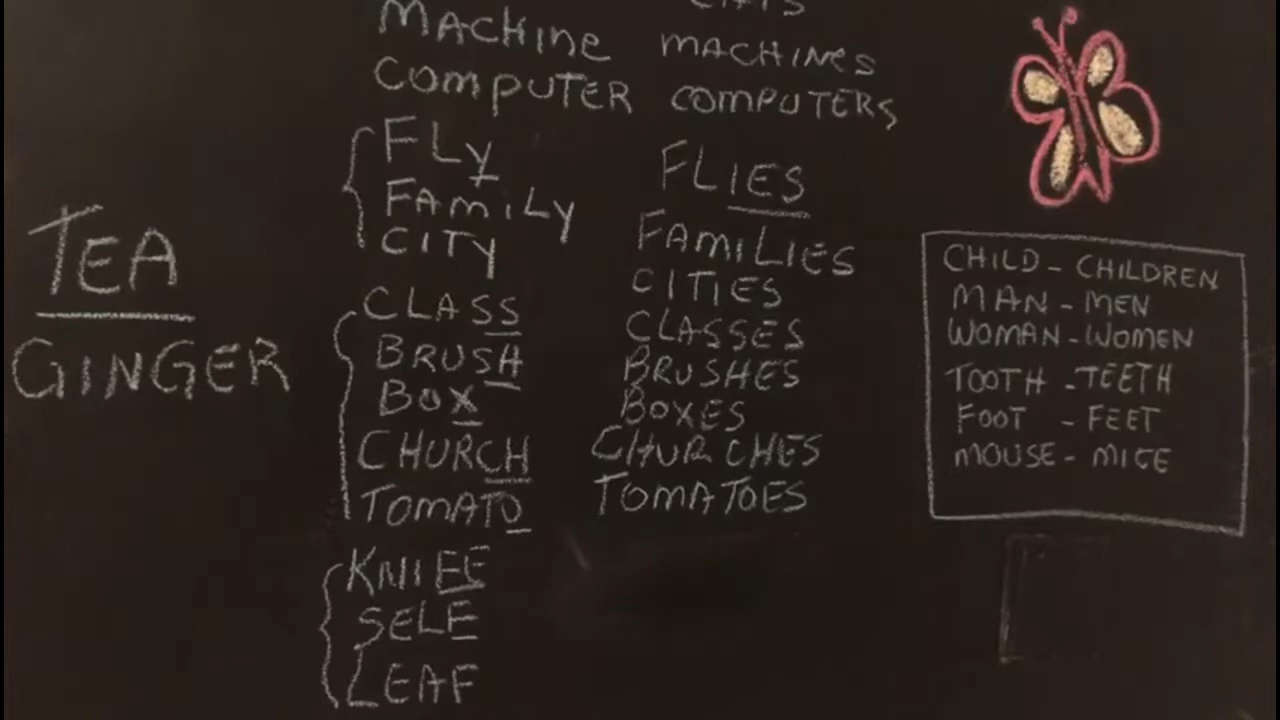 MACHINE MACHINES
COMPUTER COMPUTERS
FLY FLIES
FAMILY FAMILIES
CITY CITIES
CLASS CLASSES
BRUSH BRUSHES
BOX BOXES
CHURCH CHURCHES
TOMATO TOMATOES
KNIFE
SELF
LEAF
TEA
GINGER
CHILD - CHILDREN
MAN - MEN
WOMAN - WOMEN
TOOTH - TEETH
FOOT - FEET
MOUSE - MICE